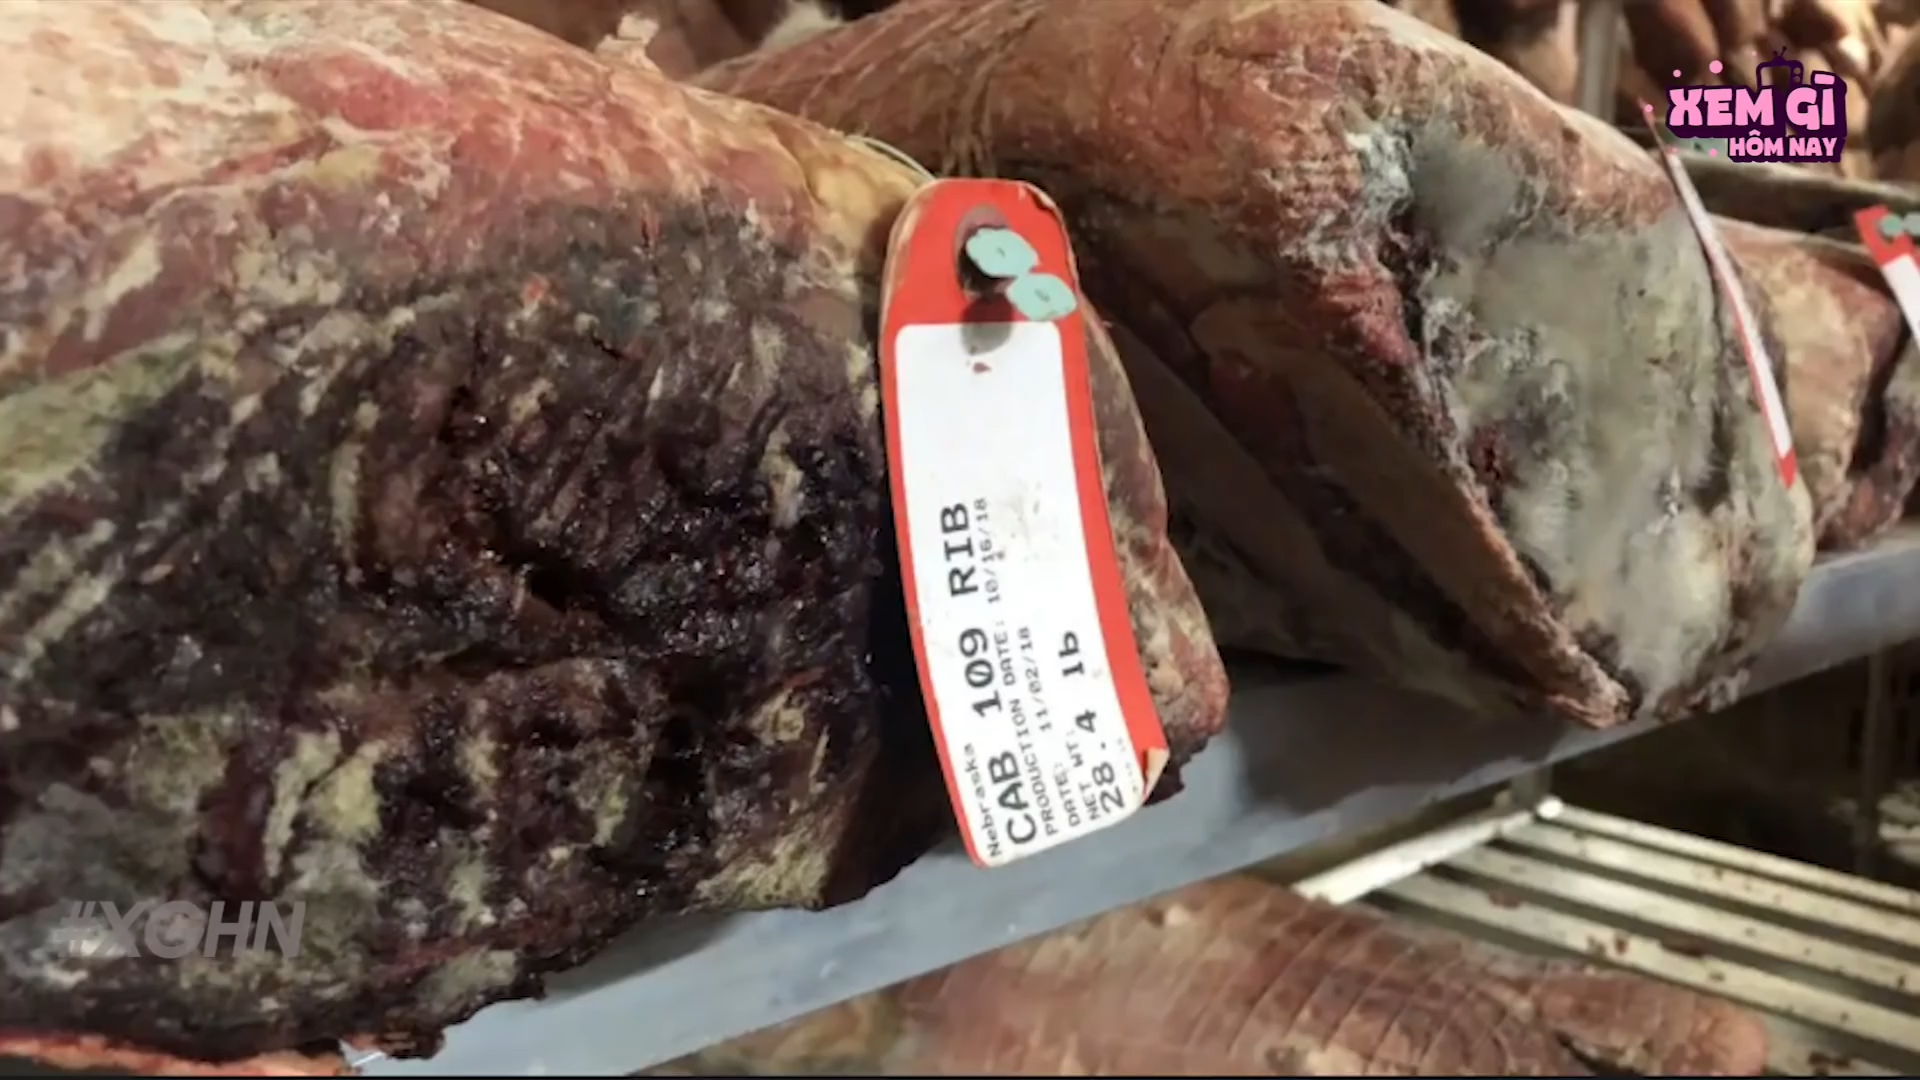 XEM GÌ
HÔM NAY
Nebraska
CAB 109 RIB
PRODUCTION DATE: 10/16/18
DATE: 11/02/18
NET WT:
28.4 lb
#XGHN